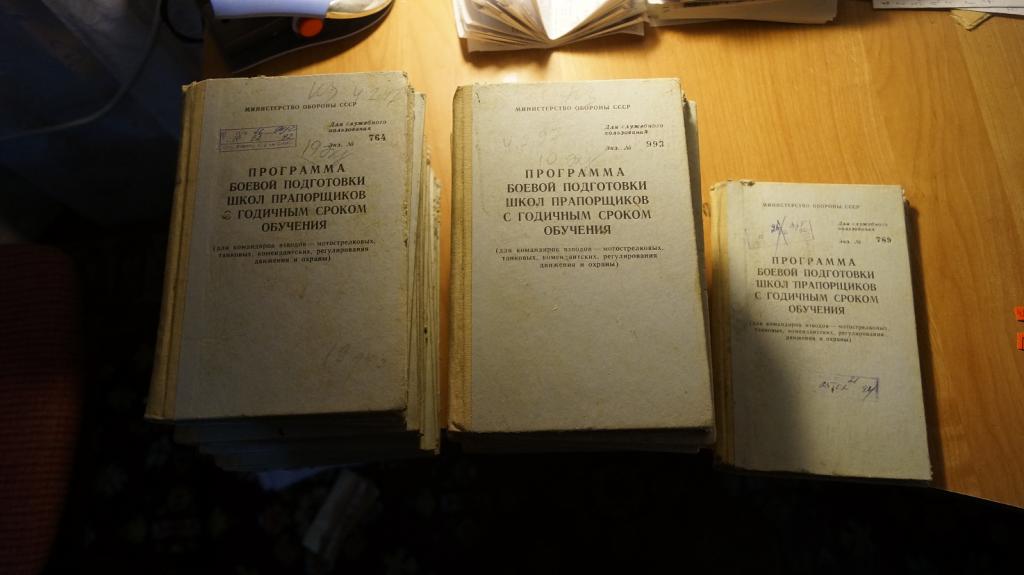 МИНИСТЕРСТВО ОБОРОНЫ СССР
Для служебного
пользования
Экз. № 764
ПРОГРАММА
БОЕВОЙ ПОДГОТОВКИ
ШКОЛ ПРАПОРЩИКОВ
С ГОДИЧНЫМ СРОКОМ
ОБУЧЕНИЯ
(для командиров взводов — мотострелковых,
танковых, комендантских, регулирования
движения и охраны)
МИНИСТЕРСТВО ОБОРОНЫ СССР
Для служебного
пользования
Экз. № 993
ПРОГРАММА
БОЕВОЙ ПОДГОТОВКИ
ШКОЛ ПРАПОРЩИКОВ
С ГОДИЧНЫМ СРОКОМ
ОБУЧЕНИЯ
(для командиров взводов — мотострелковых,
танковых, комендантских, регулирования
движения и охраны)
МИНИСТЕРСТВО ОБОРОНЫ СССР
Для служебного
пользования
Экз. № 789
ПРОГРАММА
БОЕВОЙ ПОДГОТОВКИ
ШКОЛ ПРАПОРЩИКОВ
С ГОДИЧНЫМ СРОКОМ
ОБУЧЕНИЯ
(для командиров взводов — мотострелковых,
танковых, комендантских, регулирования
движения и охраны)